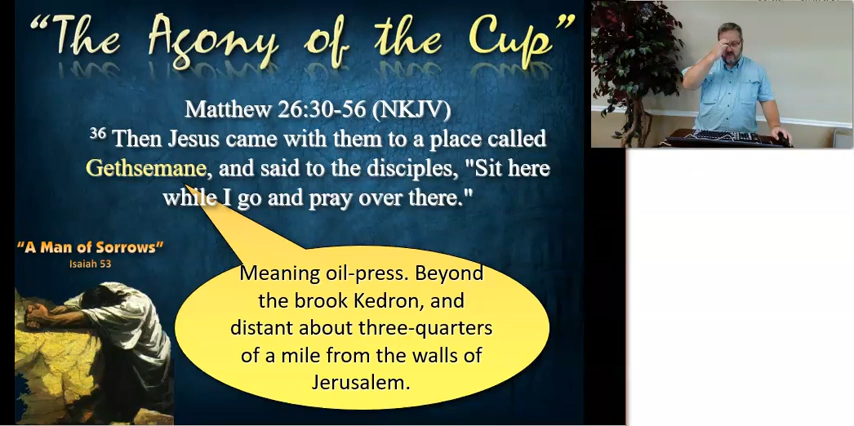 “The Agony of the Cup”
Matthew 26:30-56 (NKJV)
36 Then Jesus came with them to a place called
Gethsemane, and said to the disciples, "Sit here
while I go and pray over there."
“A Man of Sorrows”
Isaiah 53
Meaning oil-press. Beyond
the brook Kedron, and
distant about three-quarters
of a mile from the walls of
Jerusalem.